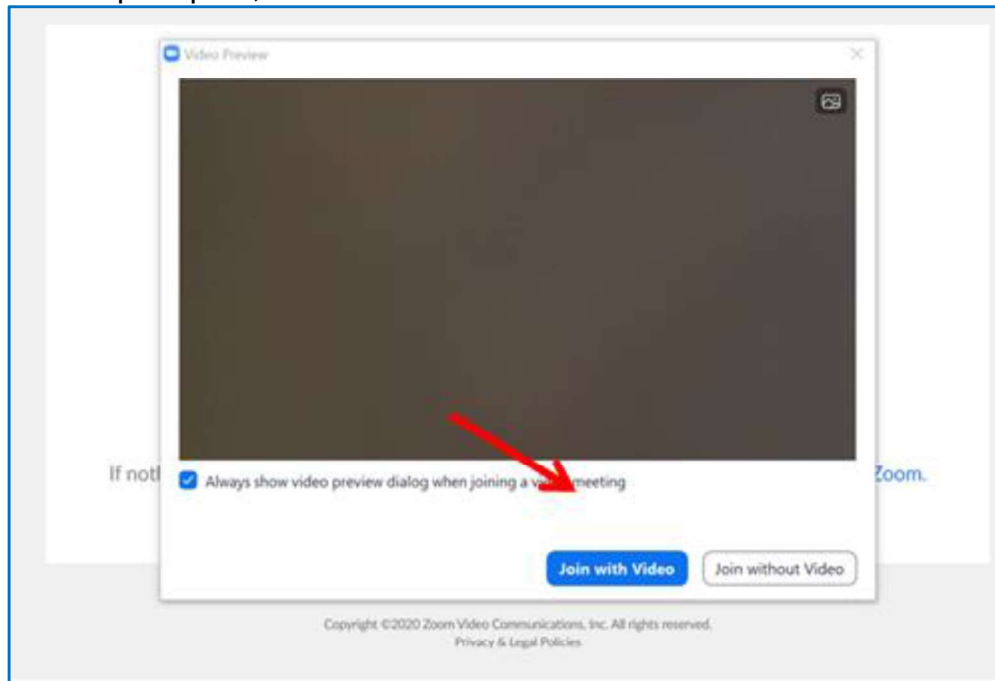 Video Preview
If not
Always show video preview dialog when joining a meeting
Zoom.
Join with Video
Join without Video
Copyright ©2020 Zoom Video Communications, Inc. All rights reserved.
Privacy & Legal Policies